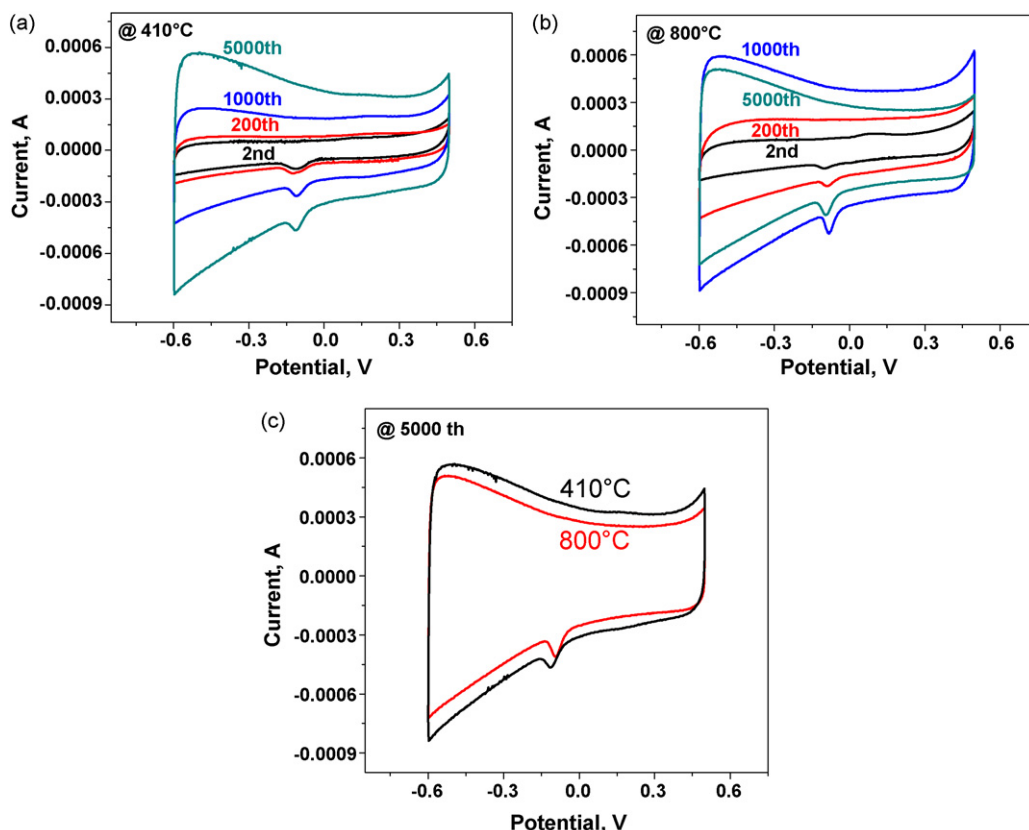 (a)
@ 410°C
5000th
1000th
200th
2nd
0.0006
0.0003
0.0000
-0.0003
-0.0006
-0.0009
Current, A
-0.6
-0.3
0.0
0.3
0.6
Potential, V
(b)
@ 800°C
1000th
5000th
200th
2nd
0.0006
0.0003
0.0000
-0.0003
-0.0006
-0.0009
Current, A
-0.6
-0.3
0.0
0.3
0.6
Potential, V
(c)
@ 5000 th
410°C
800°C
0.0006
0.0003
0.0000
-0.0003
-0.0006
-0.0009
Current, A
-0.6
-0.3
0.0
0.3
0.6
Potential, V